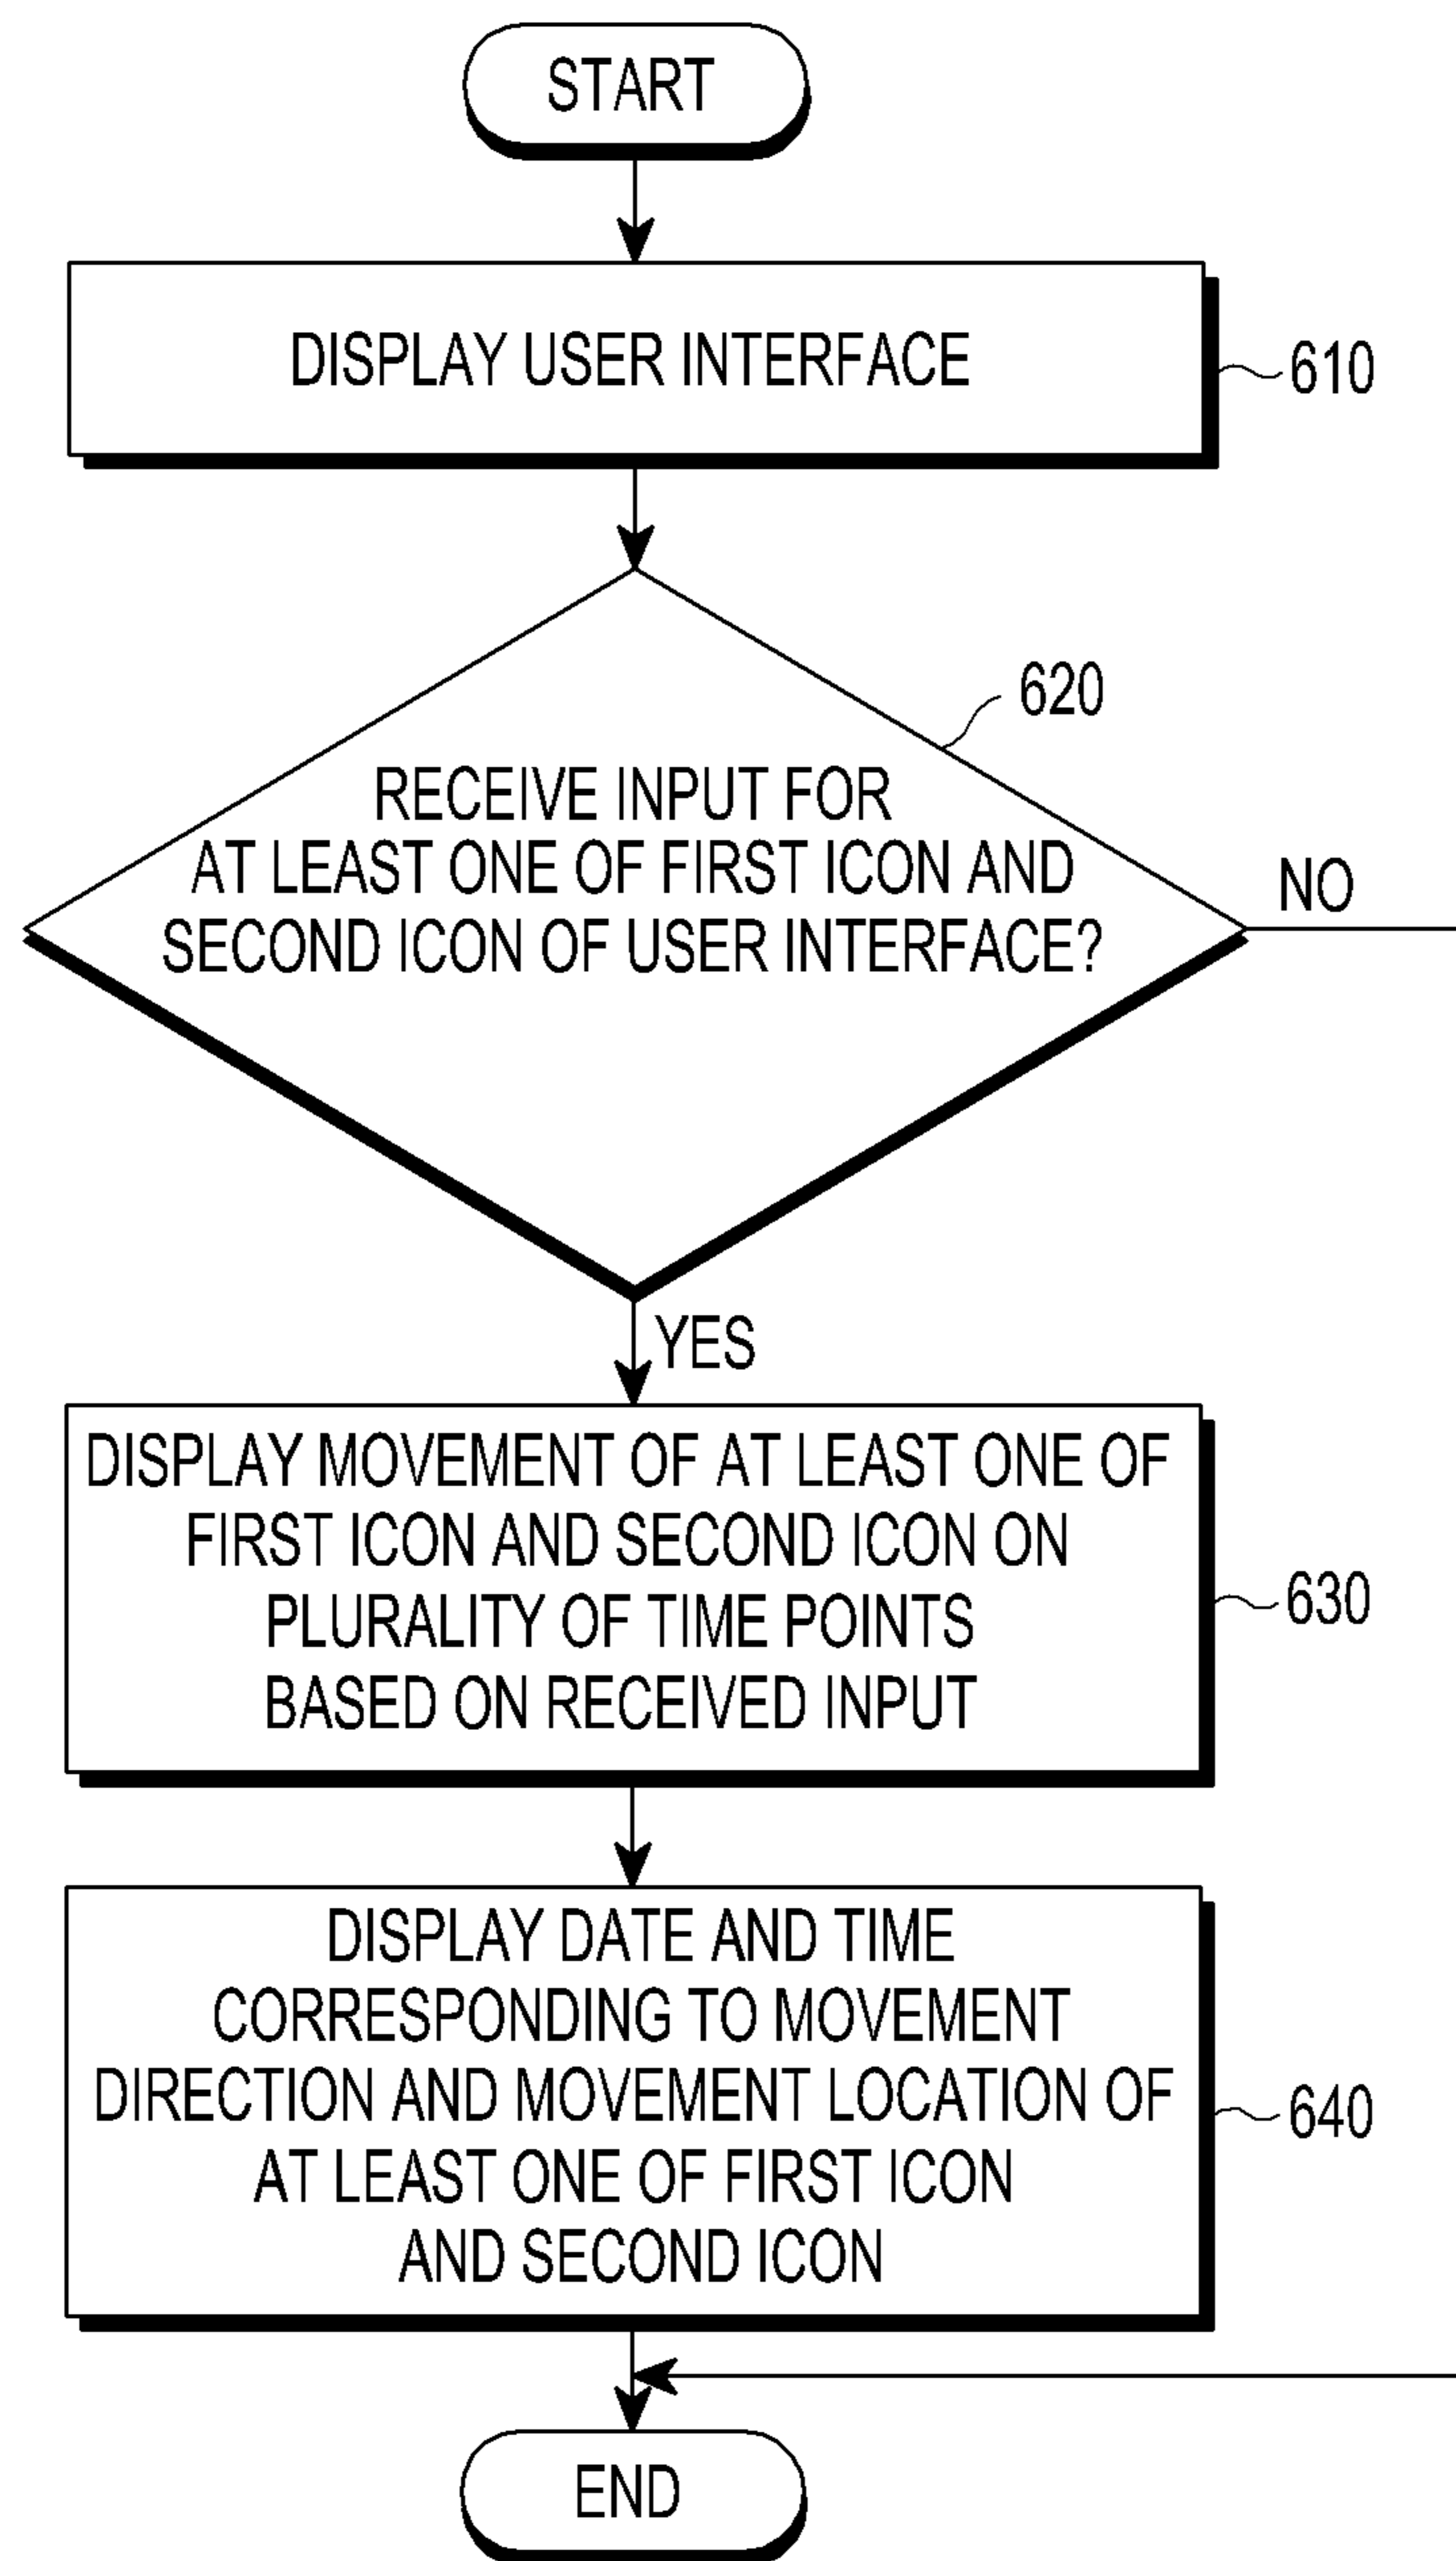 START
DISPLAY USER INTERFACE
610
620
RECEIVE INPUT FOR
AT LEAST ONE OF FIRST ICON AND
SECOND ICON OF USER INTERFACE?
NO
YES
DISPLAY MOVEMENT OF AT LEAST ONE OF
FIRST ICON AND SECOND ICON ON
PLURALITY OF TIME POINTS
BASED ON RECEIVED INPUT
630
DISPLAY DATE AND TIME
CORRESPONDING TO MOVEMENT
DIRECTION AND MOVEMENT LOCATION OF
AT LEAST ONE OF FIRST ICON
AND SECOND ICON
640
END